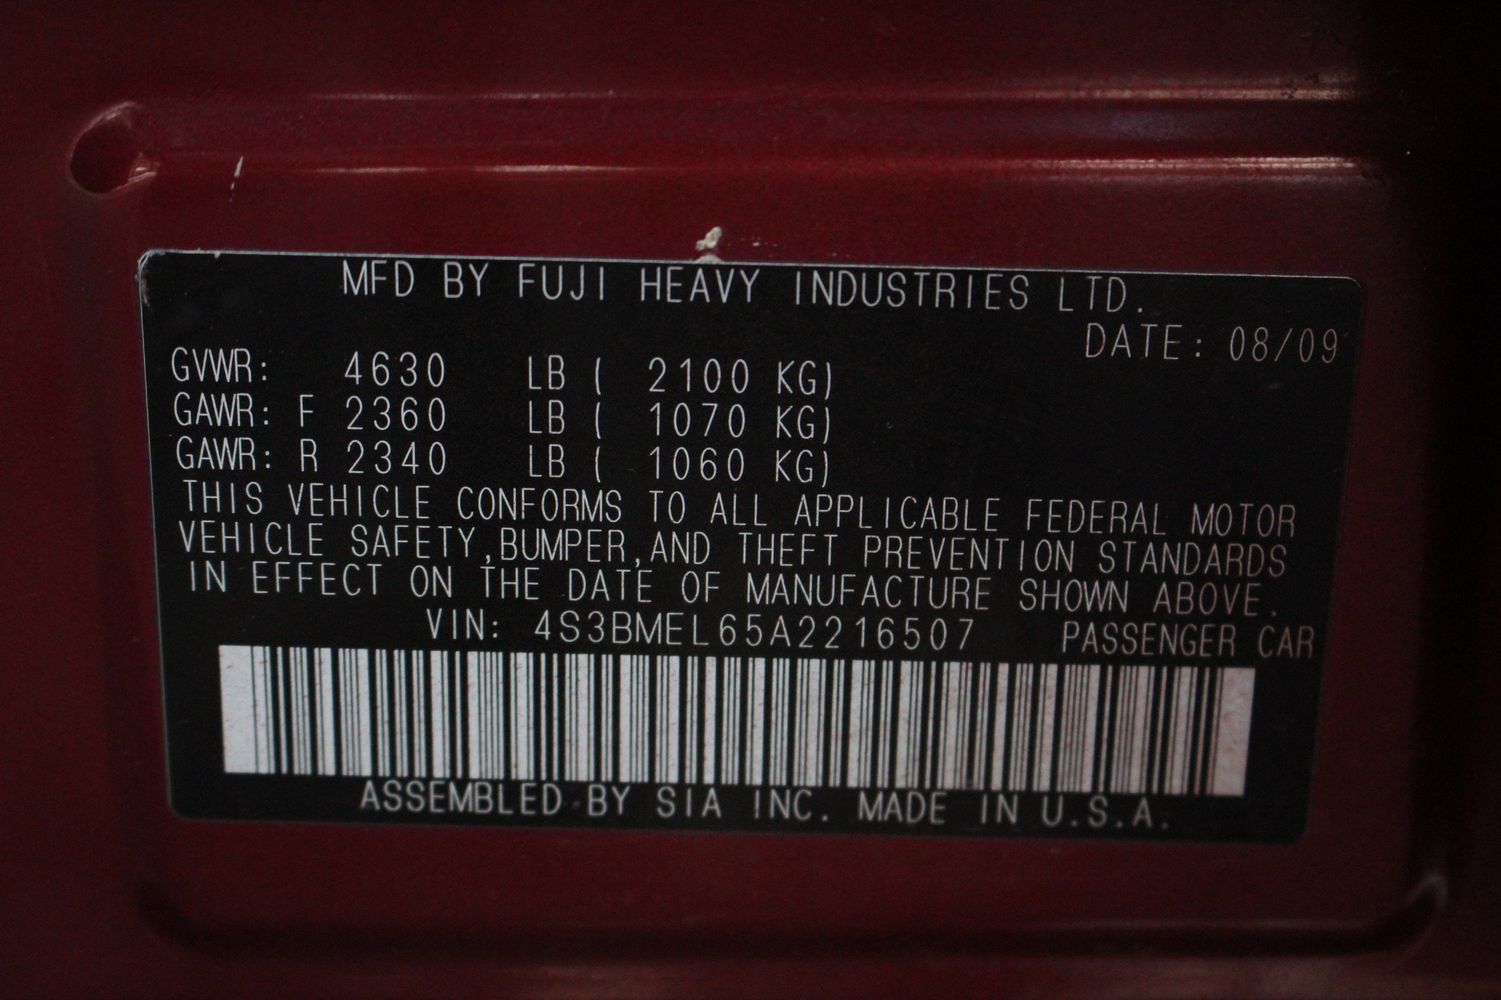 MFD BY FUJI HEAVY INDUSTRIES LTD.
DATE: 08/09
GVWR: 4630 LB ( 2100 KG)
GAWR: F 2360 LB ( 1070 KG)
GAWR: R 2340 LB ( 1060 KG)
THIS VEHICLE CONFORMS TO ALL APPLICABLE FEDERAL MOTOR
VEHICLE SAFETY,BUMPER,AND THEFT PREVENTION STANDARDS
IN EFFECT ON THE DATE OF MANUFACTURE SHOWN ABOVE.
VIN: 4S3BMEL65A2216507 PASSENGER CAR
ASSEMBLED BY SIA INC. MADE IN U.S.A.